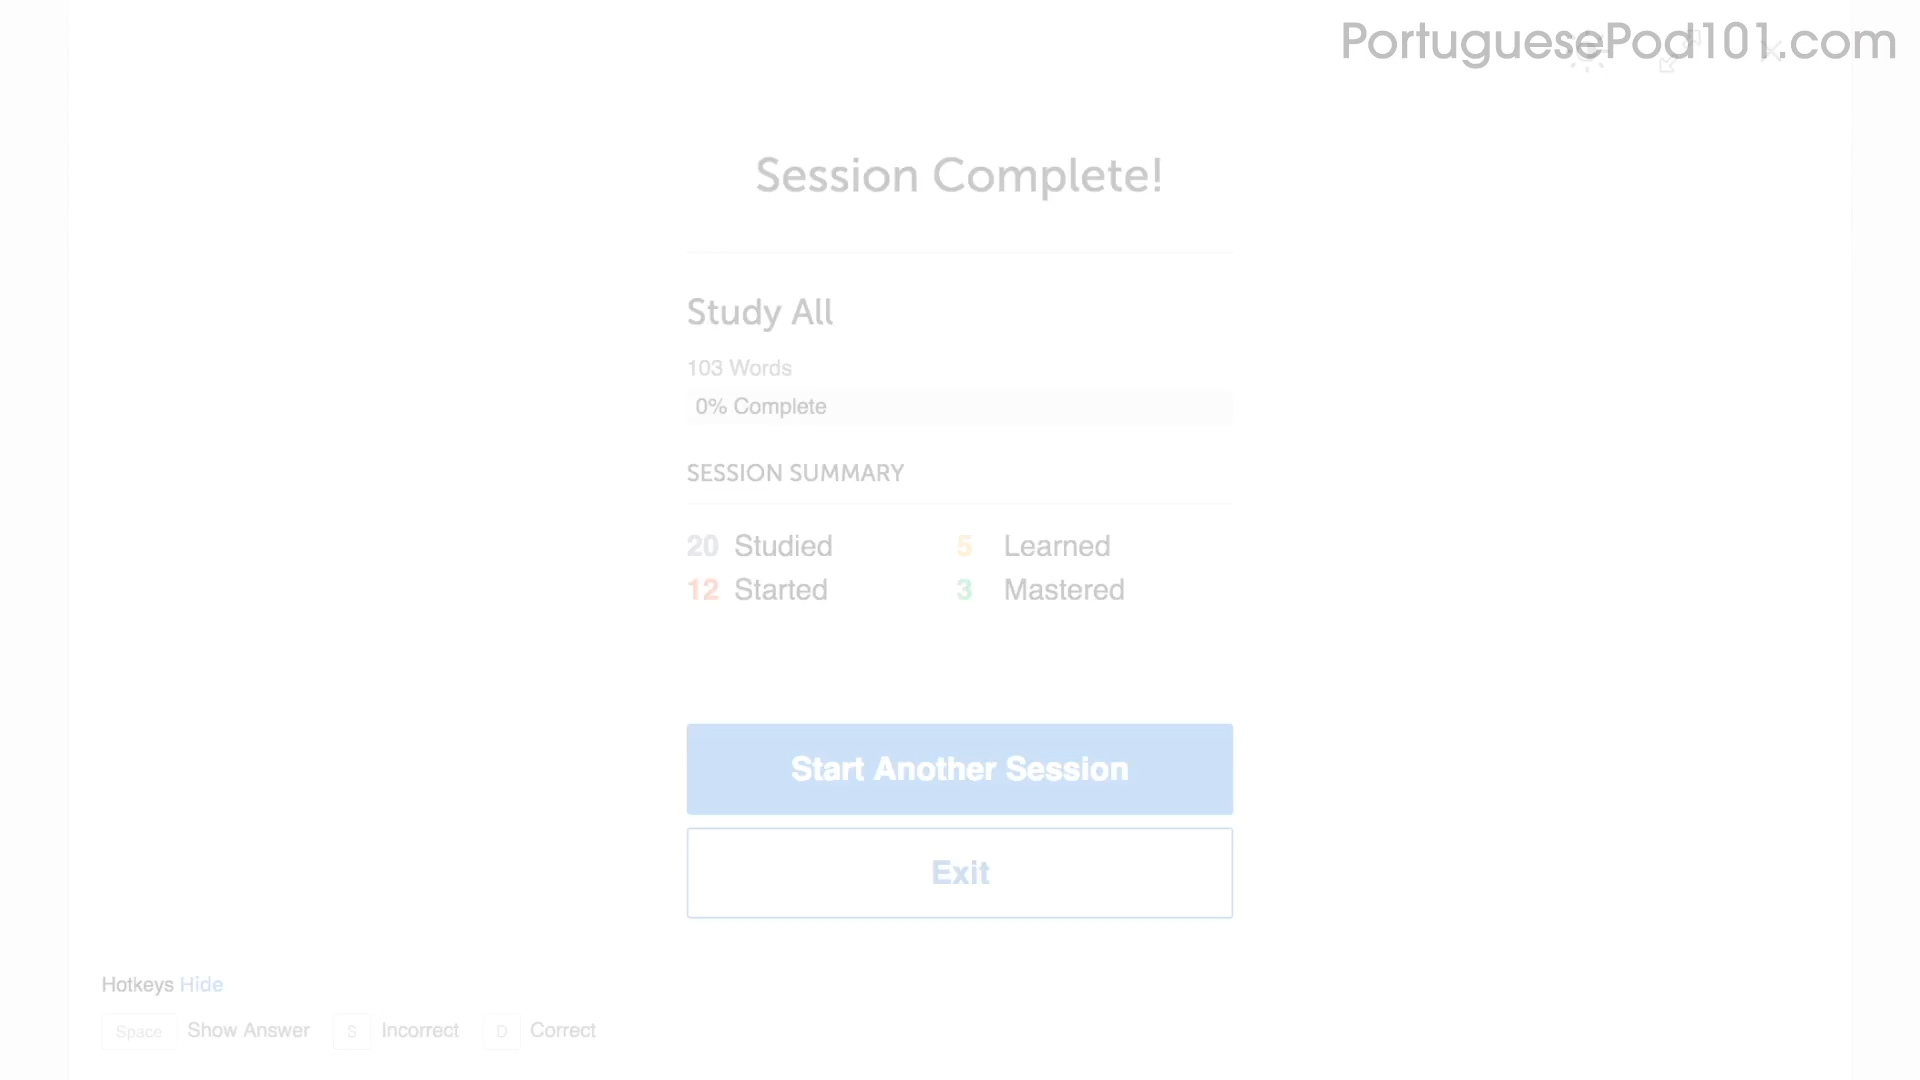 PortuguesePod101.com
Session Complete!
Study All
103 Words
0% Complete
SESSION SUMMARY
20 Studied 5 Learned
12 Started 3 Mastered
Start Another Session
Exit
Hotkeys Hide
Space Show Answer S Incorrect D Correct